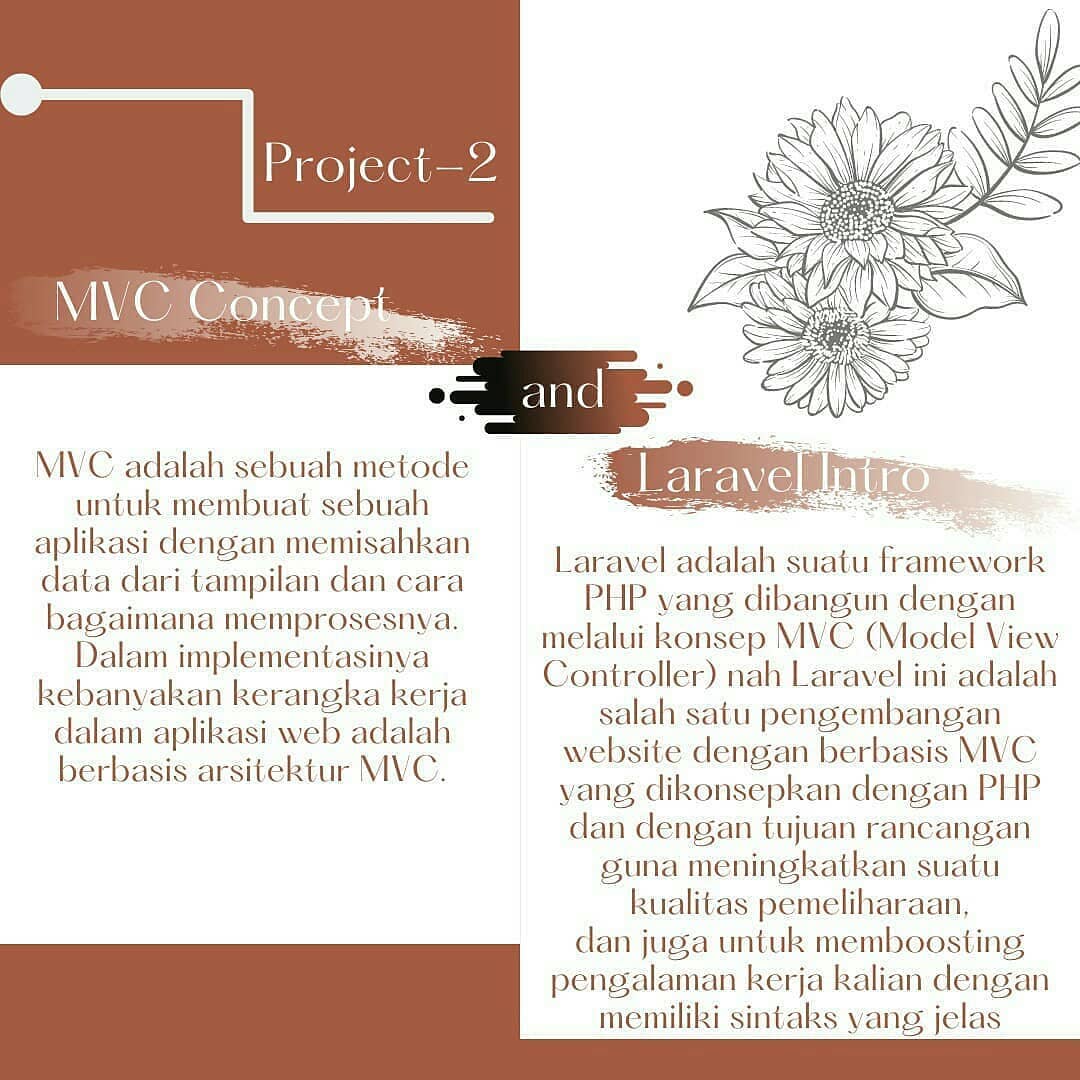 Project-2
MVC Concept
and
MVC adalah sebuah metode
untuk membuat sebuah
aplikasi dengan memisahkan
data dari tampilan dan cara
bagaimana memprosesnya.
Dalam implementasinya
kebanyakan kerangka kerja
dalam aplikasi web adalah
berbasis arsitektur MVC.
Laravel Intro
Laravel adalah suatu framework
PHP yang dibangun dengan
melalui konsep MVC (Model View
Controller) nah Laravel ini adalah
salah satu pengembangan
website dengan berbasis MVC
yang dikonsepkan dengan PHP
dan dengan tujuan rancangan
guna meningkatkan suatu
kualitas pemeliharaan,
dan juga untuk memboosting
pengalaman kerja kalian dengan
memiliki sintaks yang jelas